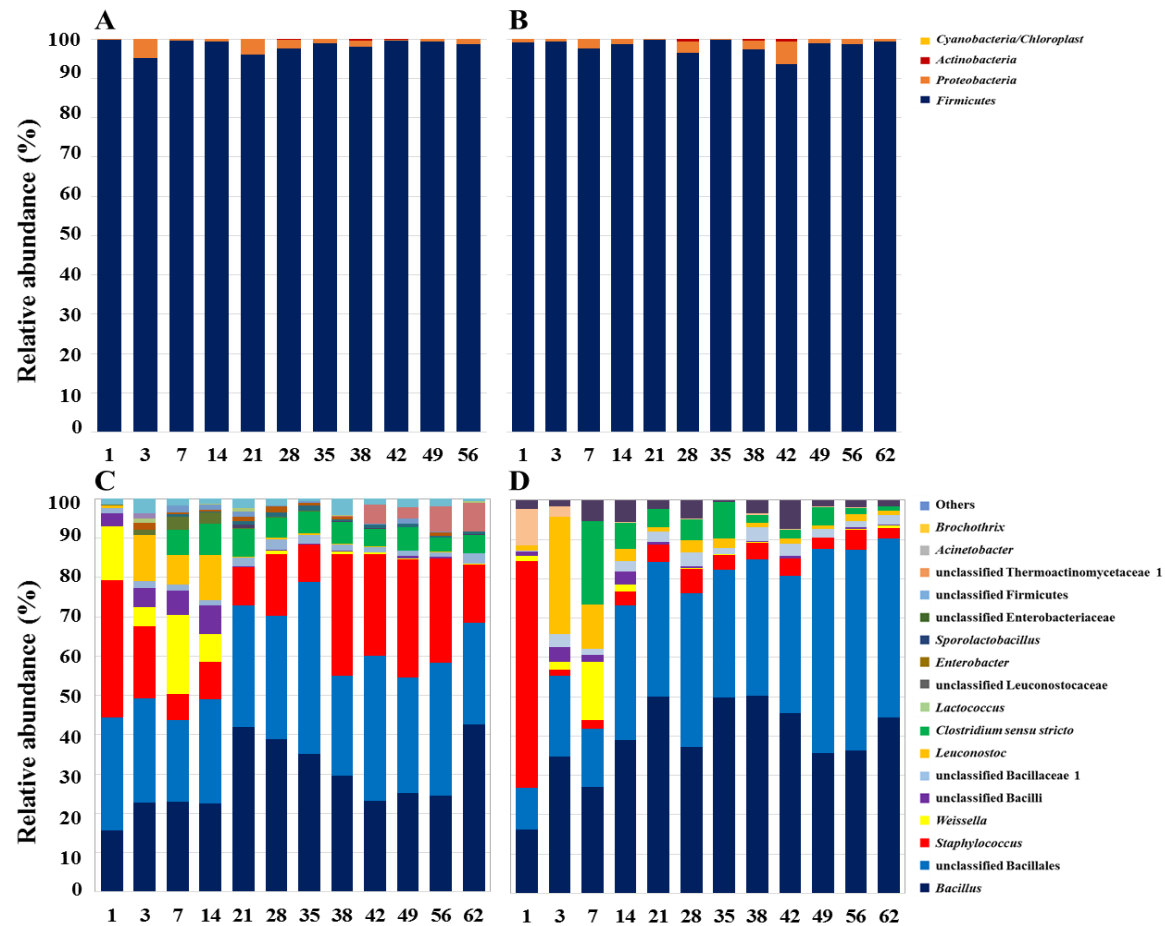 A
B
Relative abundance (%)
100
90
80
70
60
50
40
30
20
10
0
1 3 7 14 21 28 35 38 42 49 56
1 3 7 14 21 28 35 38 42 49 56 62
Cyanobacteria/Chloroplast
Actinobacteria
Proteobacteria
Firmicutes
C
D
Relative abundance (%)
100
90
80
70
60
50
40
30
20
10
0
1 3 7 14 21 28 35 38 42 49 56 62
1 3 7 14 21 28 35 38 42 49 56 62
Others
Brochothrix
Acinetobacter
unclassified Thermoactinomycetaceae 1
unclassified Firmicutes
unclassified Enterobacteriaceae
Sporolactobacillus
Enterobacter
unclassified Leuconostocaceae
Lactococcus
Clostridium sensu stricto
Leuconostoc
unclassified Bacillaceae 1
unclassified Bacilli
Weissella
Staphylococcus
unclassified Bacillales
Bacillus